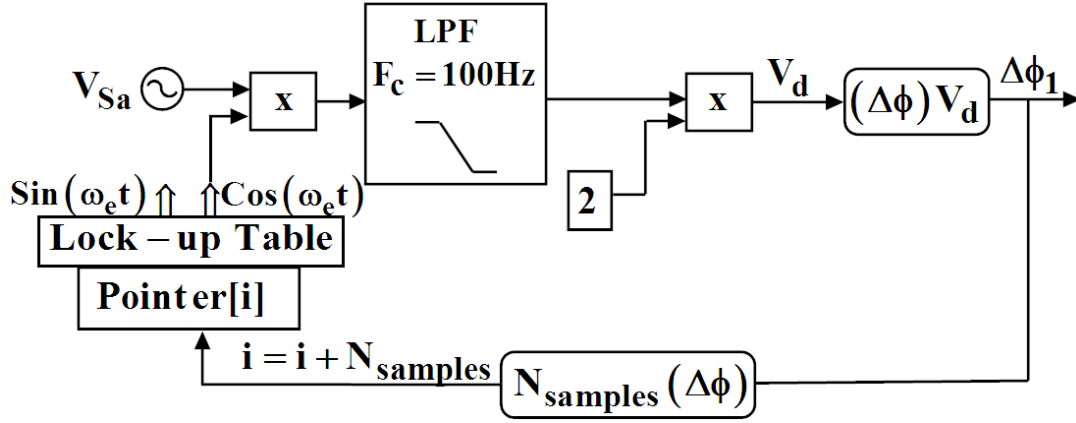 LPF
F_c = 100Hz
V_Sa
x
x
V_d
(Δϕ)V_d
Δϕ_1
2
Sin(ω_e t)
Cos(ω_e t)
Lock-up Table
Pointer[i]
i = i + N_samples
N_samples(Δϕ)